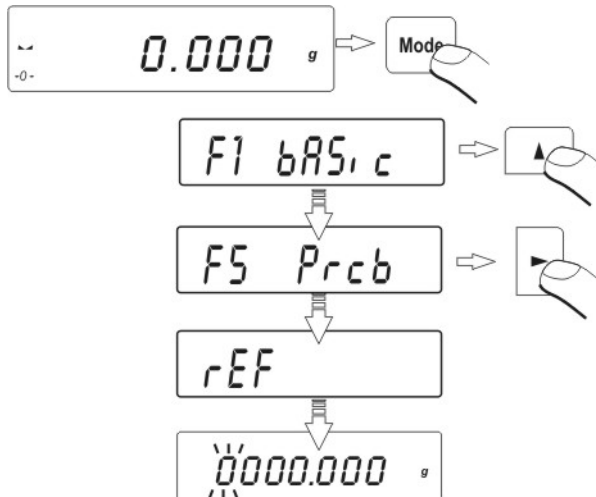 0.000 g Mode
-0-
F1 bASic
F5 Prcb
rEF
0000.000 g